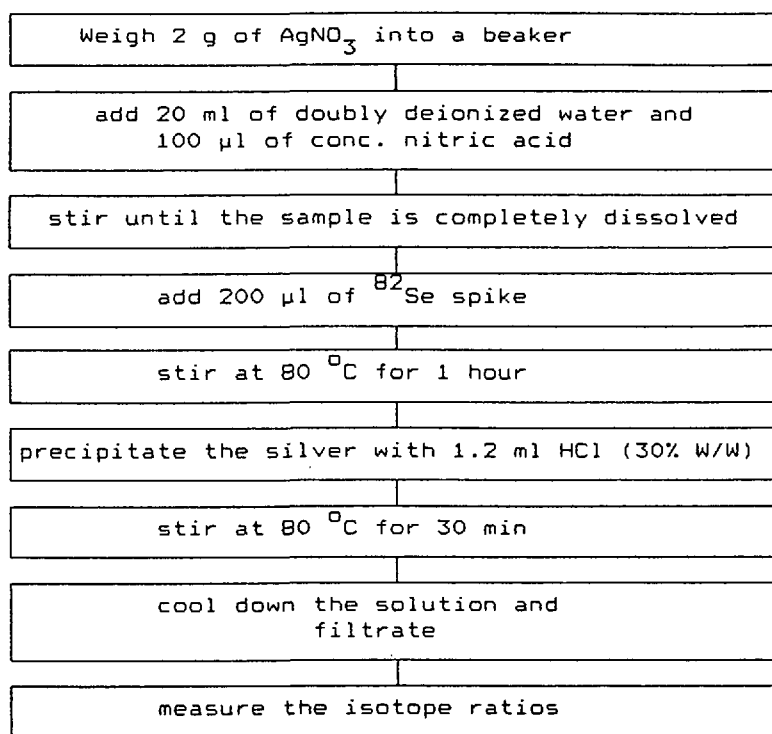 Weigh 2 g of AgNO₃ into a beaker
add 20 ml of doubly deionized water and
100 µl of conc. nitric acid
stir until the sample is completely dissolved
add 200 µl of ⁸²Se spike
stir at 80 °C for 1 hour
precipitate the silver with 1.2 ml HCl (30% W/W)
stir at 80 °C for 30 min
cool down the solution and
filtrate
measure the isotope ratios